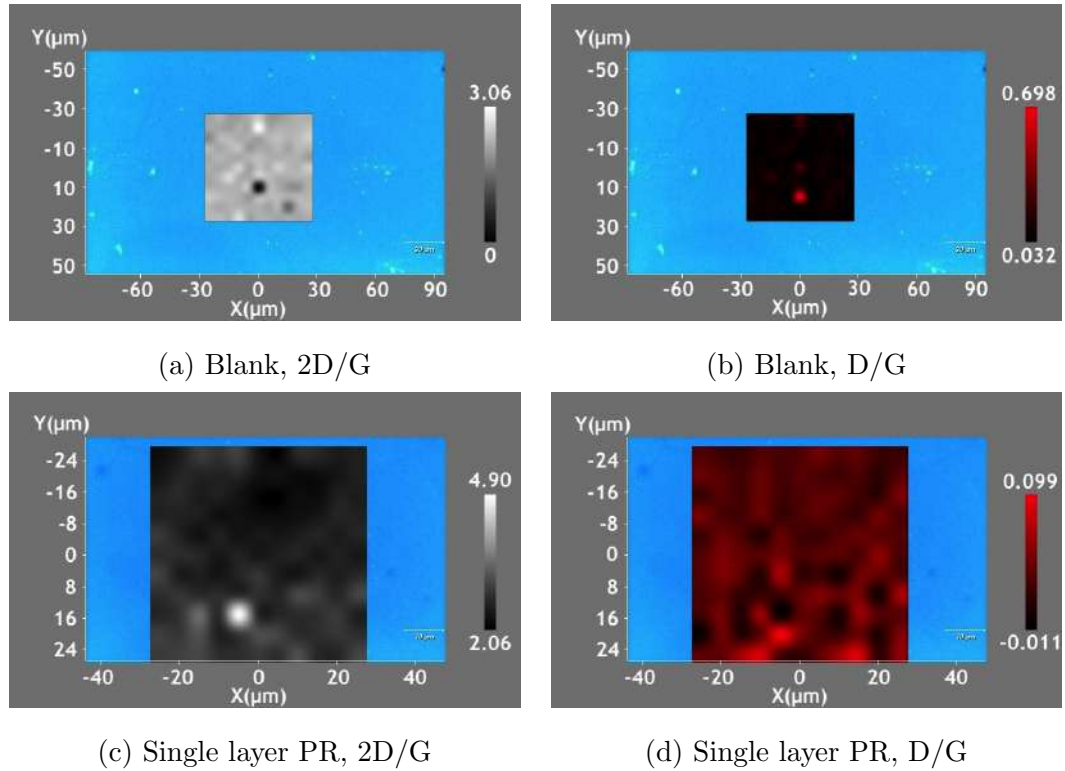 Y(µm)
-50
-30
-10
10
30
50
-60 -30 0 30 60 90
X(µm)
3.06
0
(a) Blank, 2D/G
Y(µm)
-50
-30
-10
10
30
50
-60 -30 0 30 60 90
X(µm)
0.698
0.032
(b) Blank, D/G
Y(µm)
-24
-16
-8
0
8
16
24
-40 -20 0 20 40
X(µm)
4.90
2.06
(c) Single layer PR, 2D/G
Y(µm)
-24
-16
-8
0
8
16
24
-40 -20 0 20 40
X(µm)
0.099
-0.011
(d) Single layer PR, D/G